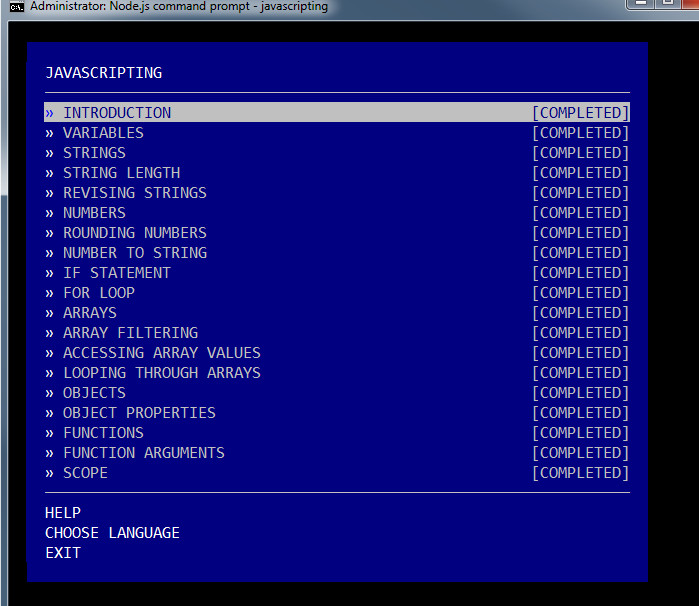 Administrator: Node.js command prompt - javascripting
JAVASCRIPTING
» INTRODUCTION [COMPLETED]
» VARIABLES [COMPLETED]
» STRINGS [COMPLETED]
» STRING LENGTH [COMPLETED]
» REVISING STRINGS [COMPLETED]
» NUMBERS [COMPLETED]
» ROUNDING NUMBERS [COMPLETED]
» NUMBER TO STRING [COMPLETED]
» IF STATEMENT [COMPLETED]
» FOR LOOP [COMPLETED]
» ARRAYS [COMPLETED]
» ARRAY FILTERING [COMPLETED]
» ACCESSING ARRAY VALUES [COMPLETED]
» LOOPING THROUGH ARRAYS [COMPLETED]
» OBJECTS [COMPLETED]
» OBJECT PROPERTIES [COMPLETED]
» FUNCTIONS [COMPLETED]
» FUNCTION ARGUMENTS [COMPLETED]
» SCOPE [COMPLETED]
HELP
CHOOSE LANGUAGE
EXIT